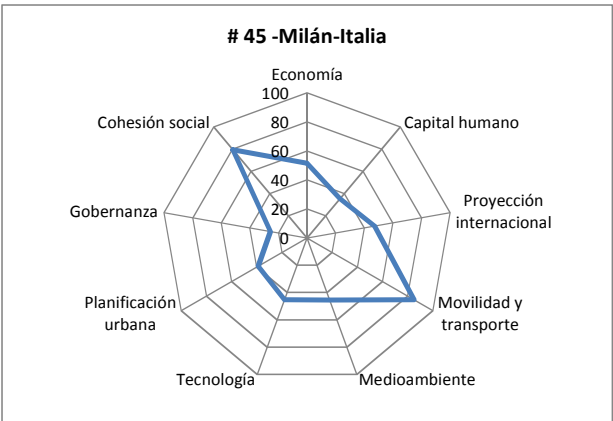 # 45 -Milán-Italia
Economía
100
80
60
40
20
0
Capital humano
Proyección
internacional
Movilidad y
transporte
Medioambiente
Tecnología
Planificación
urbana
Gobernanza
Cohesión social